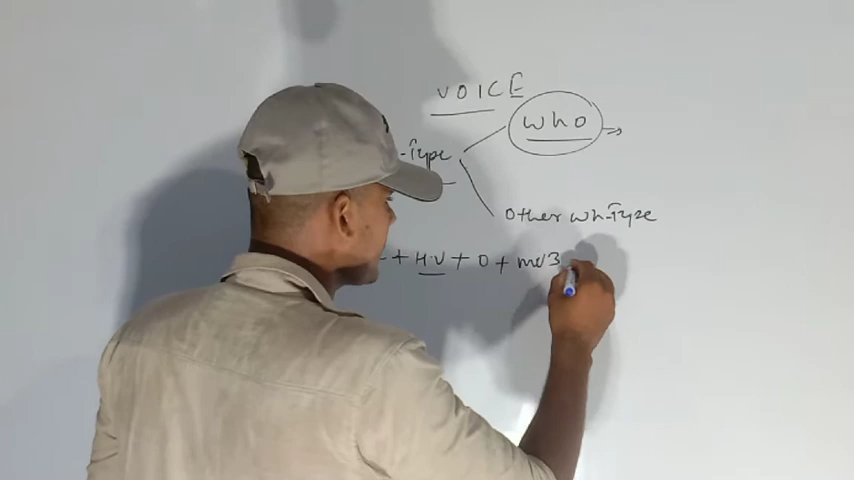 VOICE
who →
-Type
Other wh-Type
- + H.V + O + mv3